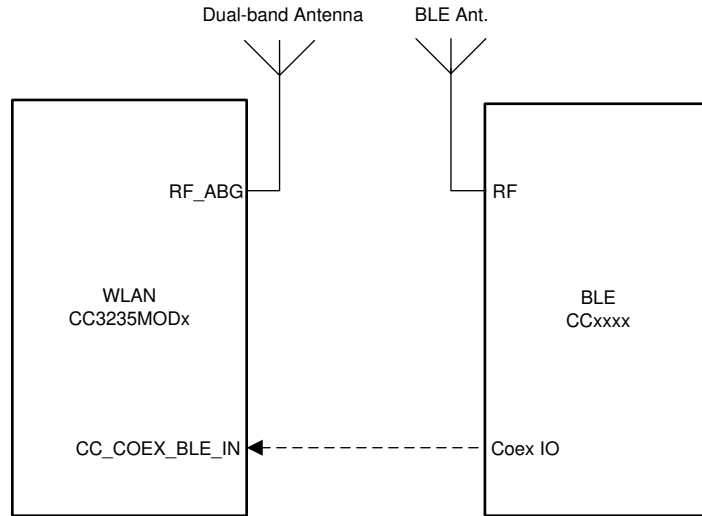 Dual-band Antenna
BLE Ant.
RF_ABG
RF
WLAN
CC3235MODx
BLE
CCxxxx
CC_COEX_BLE_IN
Coex IO